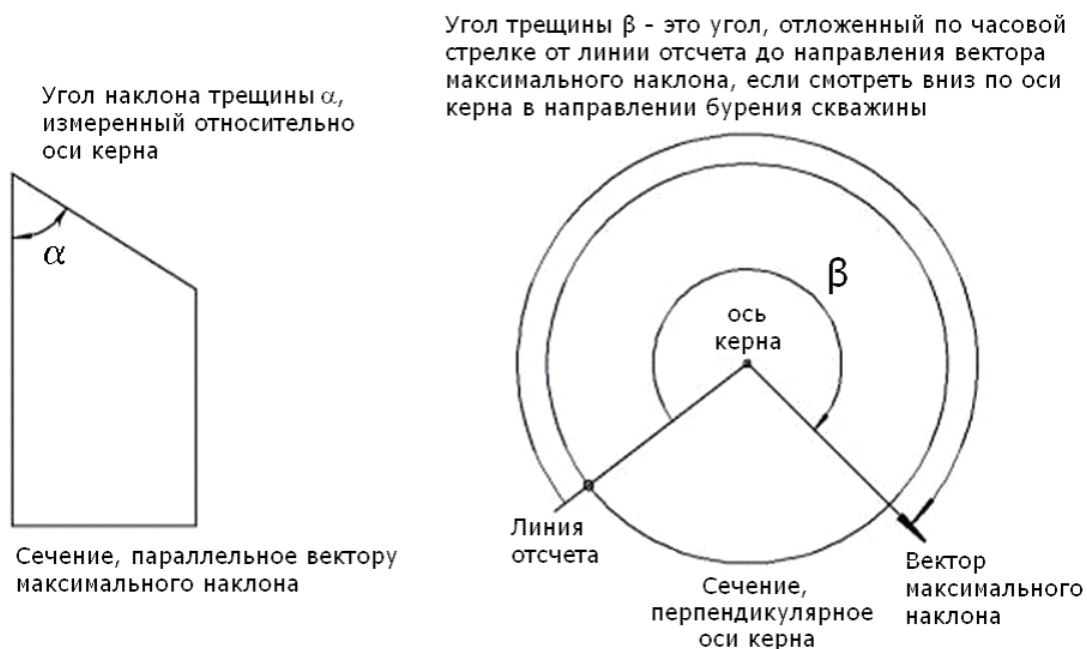 Угол трещины β - это угол, отложенный по часовой
стрелке от линии отсчета до направления вектора
максимального наклона, если смотреть вниз по оси
керна в направлении бурения скважины
Угол наклона трещины α,
измеренный относительно
оси керна
α
β
ось
керна
Линия
отсчета
Сечение, параллельное вектору
максимального наклона
Сечение,
перпендикулярное
оси керна
Вектор
максимального
наклона